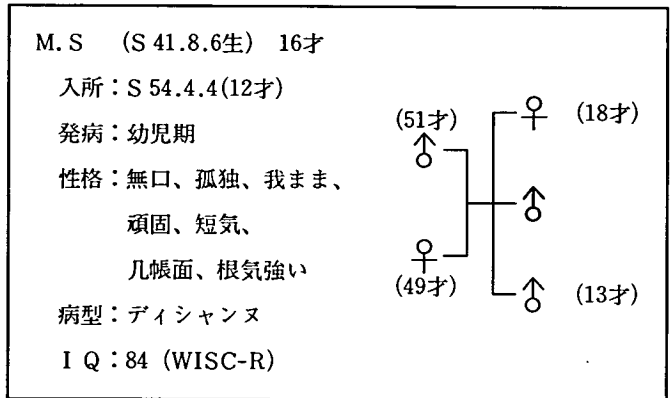 M.S （S 41.8.6生） 16才
入所：S 54.4.4(12才)
発病：幼児期
性格：無口、孤独、我まま、
頑固、短気、
几帳面、根気強い
病型：ディシャンヌ
ＩＱ：84 (WISC-R)
(51才)
♂
♀
(49才)
♀ (18才)
♂
♂ (13才)